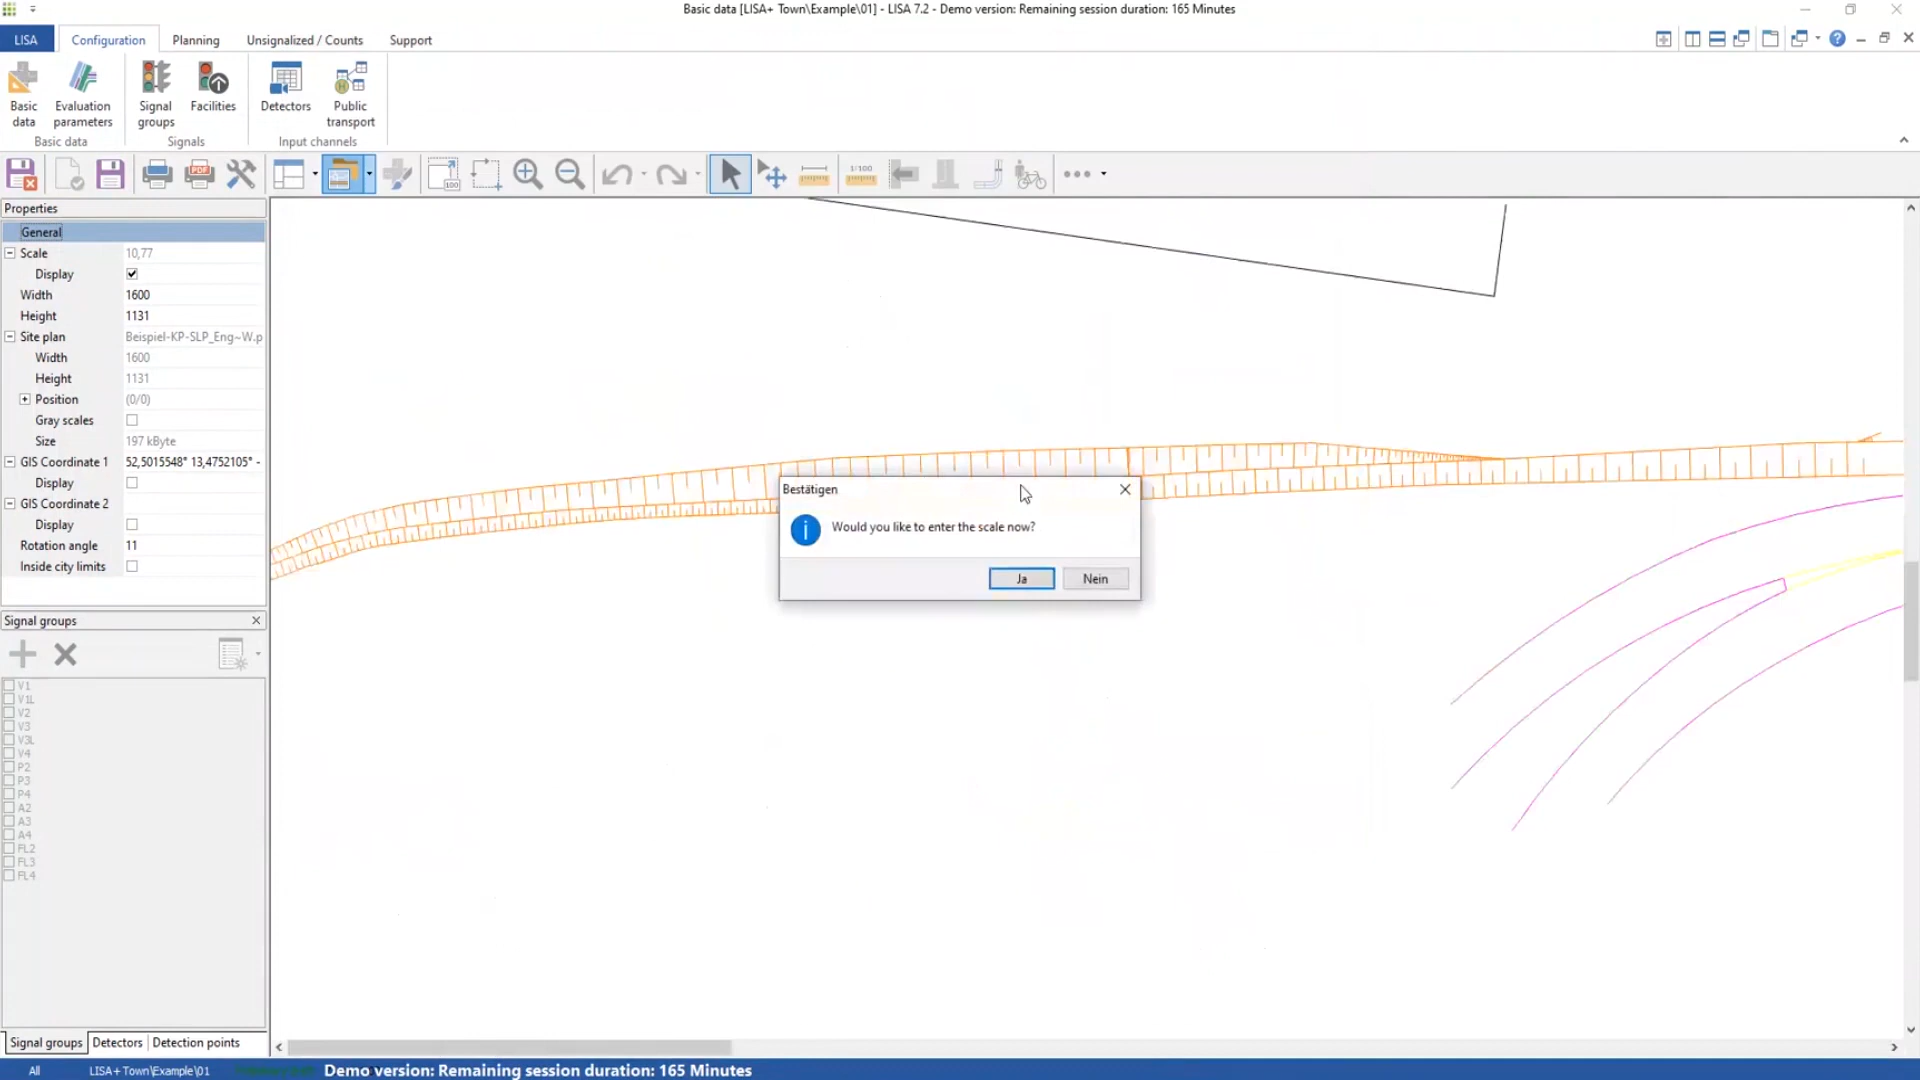 Basic data [LISA+ Town\Example\01] - LISA 7.2 - Demo version: Remaining session duration: 165 Minutes
LISA
Configuration
Planning
Unsignalized / Counts
Support
Basic data
Evaluation parameters
Signal groups
Facilities
Detectors
Public transport
Basic data
Signals
Input channels
PDF
100
1:100
Properties
General
Scale 10,77
Display
Width 1600
Height 1131
Site plan Beispiel-KP-SLP_Eng~W.p
Width 1600
Height 1131
Position (0/0)
Gray scales
Size 197 kByte
GIS Coordinate 1 52,5015548° 13,4752105° -
Display
GIS Coordinate 2
Display
Rotation angle 11
Inside city limits
Bestätigen
Would you like to enter the scale now?
Ja
Nein
Signal groups
V1
V1L
V2
V3
V3L
V4
P2
P3
P4
A2
A3
A4
FL2
FL3
FL4
Signal groups
Detectors
Detection points
All
LISA+ Town\Example\01
Demo version: Remaining session duration: 165 Minutes